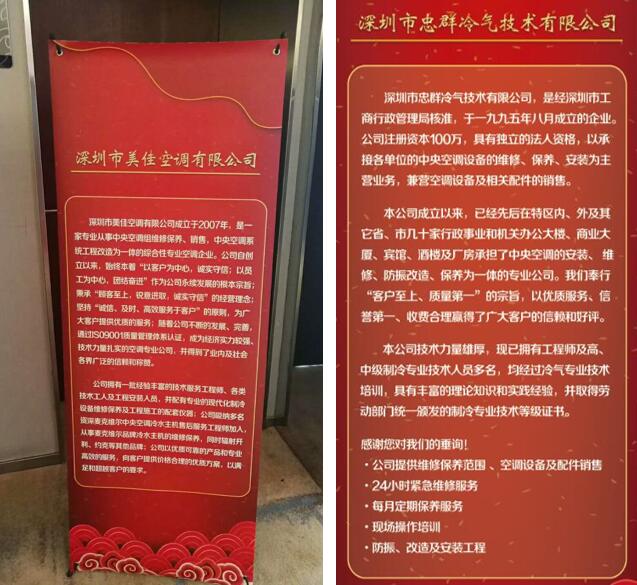 深圳市美佳空调有限公司
深圳市美佳空调有限公司成立于2007年，是一
家专业从事中央空调组维修保养、销售，中央空调系
统工程改造为一体的综合性专业空调企业。公司自创
立以来，始终本着“以客户为中心，诚实守信；以员
工为中心，团结奋进”作为公司永续发展的根本宗旨；
秉承“顾客至上，锐意进取，诚实守信”的经营理念；
坚持“诚信、及时、高效服务于客户”的原则，为广
大客户提供优质的服务；随着公司不断的发展、完善，
通过ISO9001质量管理体系认证，成为经济实力较强、
技术力量扎实的空调专业公司，并得到了业内及社会
各界广泛的信赖和称赞。
公司拥有一批经验丰富的技术服务工程师、各类
技术工人及工程安装人员，并配有专业的现代化制冷
设备维修保养及工程施工的配套仪器；公司吸纳多名
资深麦克维尔中央空调冷水主机售后服务工程师加入，
从事麦克维尔品牌冷水主机的维修保养，同时辐射开
利、约克等其他品牌；公司以优质可靠的产品和专业
高效的服务，向客户提供价格合理的优质方案，以满
足和超越客户的要求。
深圳市忠群冷气技术有限公司
深圳市忠群冷气技术有限公司，是经深圳市工
商行政管理局核准，于一九九五年八月成立的企业。
公司注册资本100万，具有独立的法人资格，以承
接各单位的中央空调设备的维修、保养、安装为主
营业务，兼营空调设备及相关配件的销售。
本公司成立以来，已经先后在特区内、外及其
它省、市几十家行政事业和机关办公大楼、商业大
厦、宾馆、酒楼及厂房承担了中央空调的安装、维
修、防振改造、保养为一体的专业公司。我们奉行
“客户至上、质量第一”的宗旨，以优质服务、信
誉第一、收费合理赢得了广大客户的信赖和好评。
本公司技术力量雄厚，现已拥有工程师及高、
中级制冷专业技术人员多名，均经过冷气专业技术
培训，具有丰富的理论知识和实践经验，并取得劳
动部门统一颁发的制冷专业技术等级证书。
感谢您对我们的垂询！
·公司提供维修保养范围、空调设备及配件销售
·24小时紧急维修服务
·每月定期保养服务
·现场操作培训
·防振、改造及安装工程